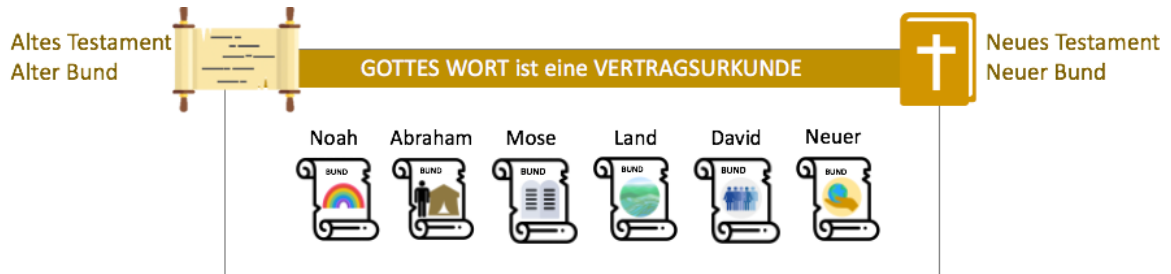 Altes Testament
Alter Bund
GOTTES WORT ist eine VERTRAGSURKUNDE
Neues Testament
Neuer Bund
Noah
Abraham
Mose
Land
David
Neuer
BUND
BUND
BUND
BUND
BUND
BUND